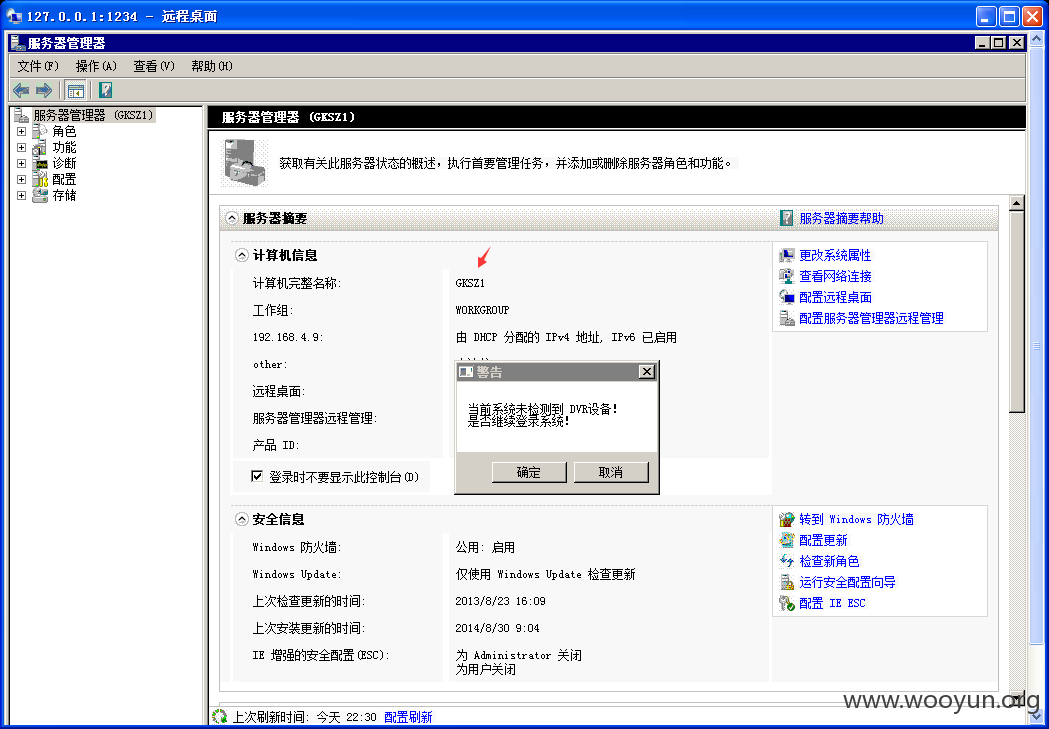 127.0.0.1:1234 - 远程桌面
服务器管理器
文件(F) 操作(A) 查看(V) 帮助(H)
服务器管理器 (GKSZ1)
角色
功能
诊断
配置
存储
服务器管理器 (GKSZ1)
获取有关此服务器状态的概述，执行首要管理任务，并添加或删除服务器角色和功能。
服务器摘要
服务器摘要帮助
计算机信息
计算机完整名称: GKSZ1
工作组: WORKGROUP
192.168.4.9: 由 DHCP 分配的 IPv4 地址, IPv6 已启用
other:
远程桌面:
服务器管理器远程管理:
产品 ID:
登录时不要显示此控制台(D)
更改系统属性
查看网络连接
配置远程桌面
配置服务器管理器远程管理
警告
当前系统未检测到 DVR设备!
是否继续登录系统!
确定 取消
安全信息
Windows 防火墙: 公用: 启用
Windows Update: 仅使用 Windows Update 检查更新
上次检查更新的时间: 2013/8/23 16:09
上次安装更新的时间: 2014/8/30 9:04
IE 增强的安全配置(ESC): 为 Administrator 关闭
为用户关闭
转到 Windows 防火墙
配置更新
检查新角色
运行安全配置向导
配置 IE ESC
上次刷新时间: 今天 22:30 配置刷新
www.wooyun.org